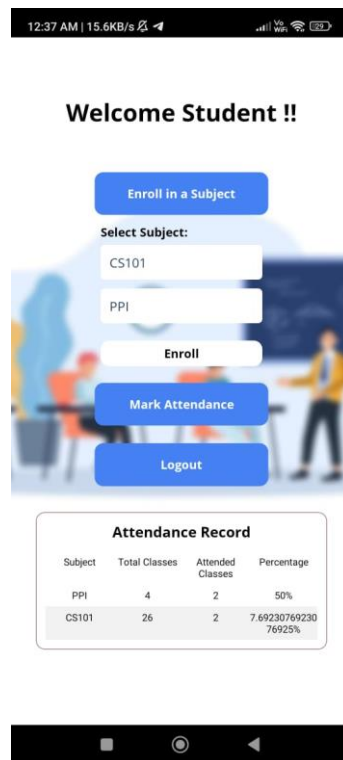 12:37 AM | 15.6KB/s
Vo WiFi 29
Welcome Student !!
Enroll in a Subject
Select Subject:
CS101
PPI
Enroll
Mark Attendance
Logout
Attendance Record
Subject Total Classes Attended Classes Percentage
PPI 4 2 50%
CS101 26 2 7.69230769230
76925%